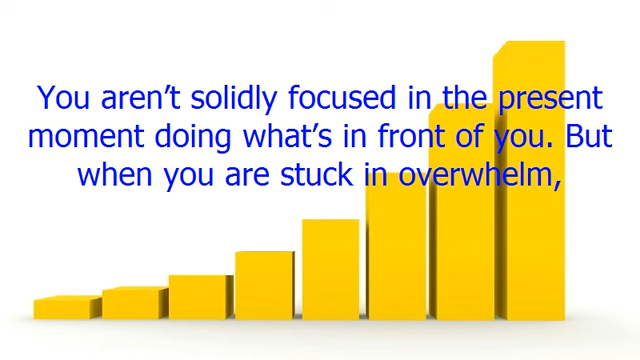 You aren’t solidly focused in the present
moment doing what’s in front of you. But
when you are stuck in overwhelm,